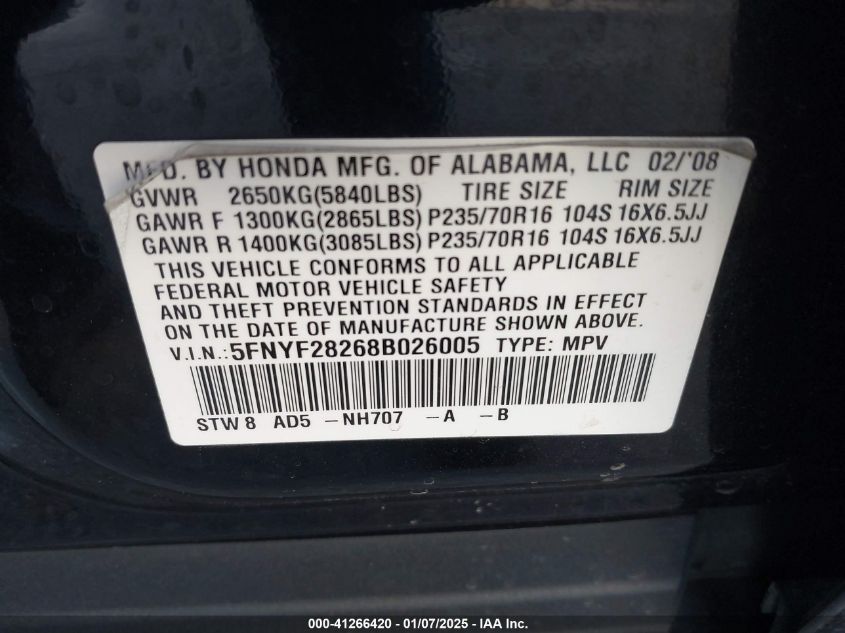 MFD. BY HONDA MFG. OF ALABAMA, LLC 02/'08
GVWR 2650KG(5840LBS) TIRE SIZE RIM SIZE
GAWR F 1300KG(2865LBS) P235/70R16 104S 16X6.5JJ
GAWR R 1400KG(3085LBS) P235/70R16 104S 16X6.5JJ
THIS VEHICLE CONFORMS TO ALL APPLICABLE
FEDERAL MOTOR VEHICLE SAFETY
AND THEFT PREVENTION STANDARDS IN EFFECT
ON THE DATE OF MANUFACTURE SHOWN ABOVE.
V.I.N.: 5FNYF28268B026005 TYPE: MPV
STW8 AD5 -NH707 -A -B
000-41266420 - 01/07/2025 - IAA Inc.